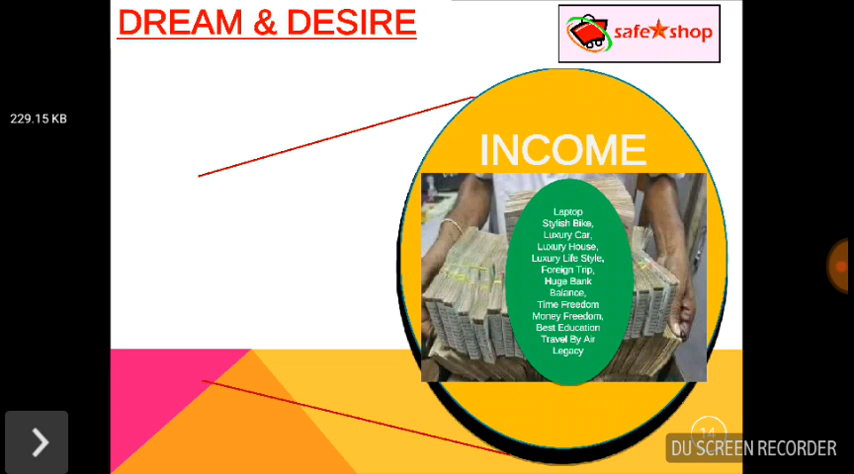 DREAM & DESIRE
safe shop
229.15 KB
INCOME
Laptop
Stylish Bike,
Luxury Car,
Luxury House,
Luxury Life Style,
Foreign Trip,
Huge Bank
Balance,
Time Freedom
Money Freedom,
Best Education
Travel By Air
Legacy
14
DU SCREEN RECORDER